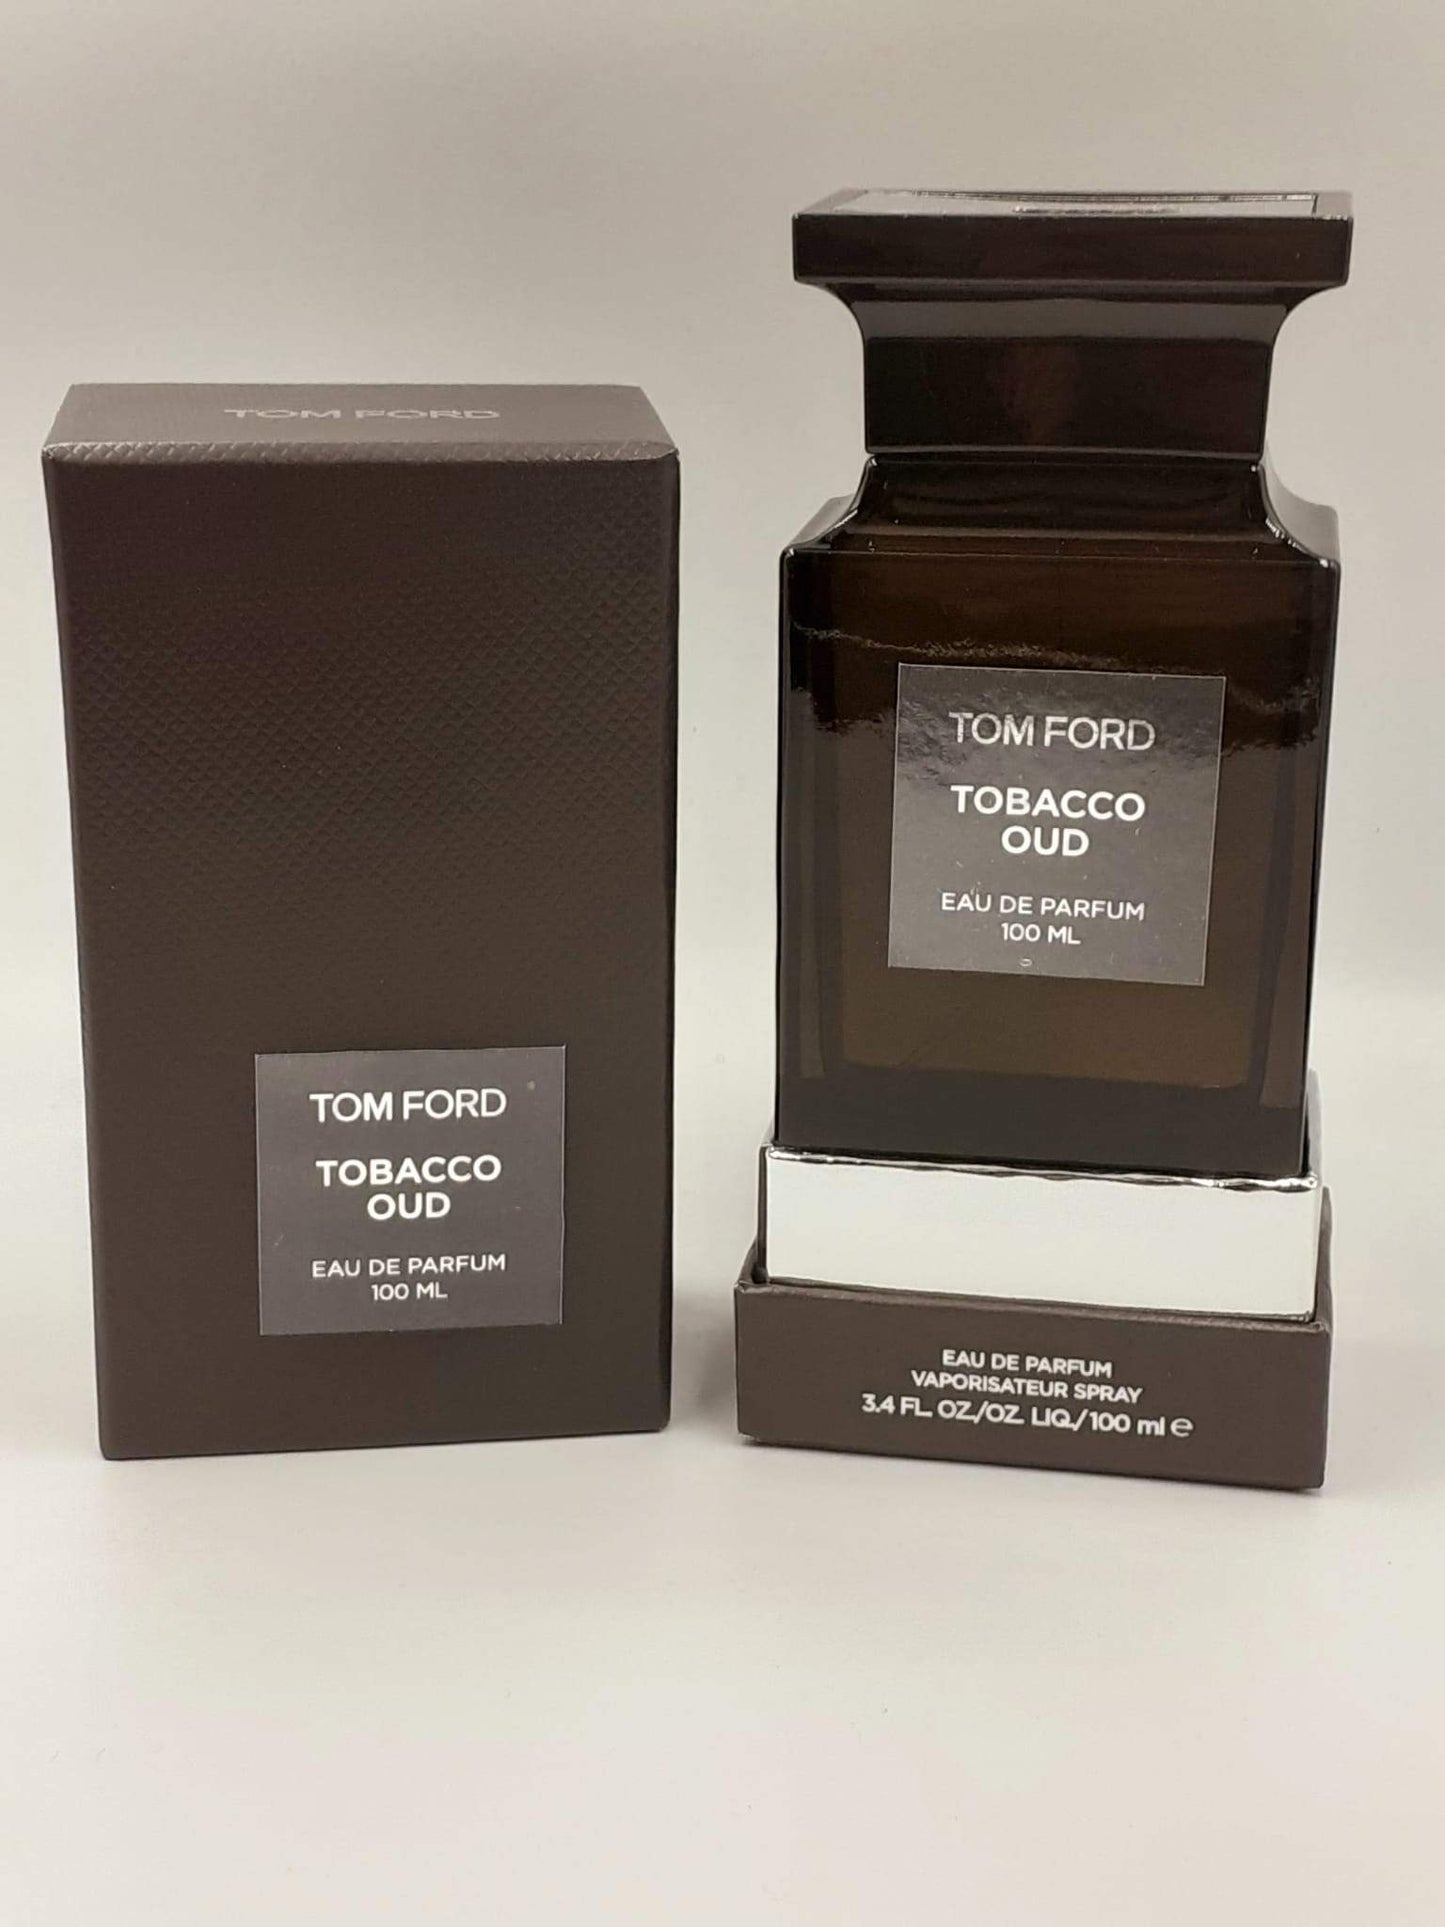 TOM FORD
TOM FORD
TOBACCO
OUD
EAU DE PARFUM
100 ML
TOM FORD
TOBACCO
OUD
EAU DE PARFUM
100 ML
EAU DE PARFUM
VAPORISATEUR SPRAY
3.4 FL. OZ./OZ. LIQ./100 ml ℮